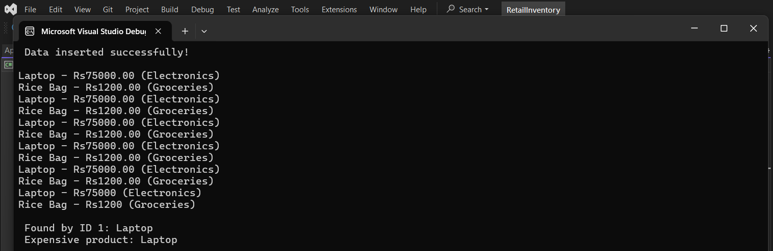 File Edit View Git Project Build Debug Test Analyze Tools Extensions Window Help Search RetailInventory
Microsoft Visual Studio Debug
Data inserted successfully!
Laptop - Rs75000.00 (Electronics)
Rice Bag - Rs1200.00 (Groceries)
Laptop - Rs75000.00 (Electronics)
Rice Bag - Rs1200.00 (Groceries)
Laptop - Rs75000.00 (Electronics)
Rice Bag - Rs1200.00 (Groceries)
Laptop - Rs75000.00 (Electronics)
Rice Bag - Rs1200.00 (Groceries)
Laptop - Rs75000.00 (Electronics)
Rice Bag - Rs1200.00 (Groceries)
Laptop - Rs75000 (Electronics)
Rice Bag - Rs1200 (Groceries)
Found by ID 1: Laptop
Expensive product: Laptop